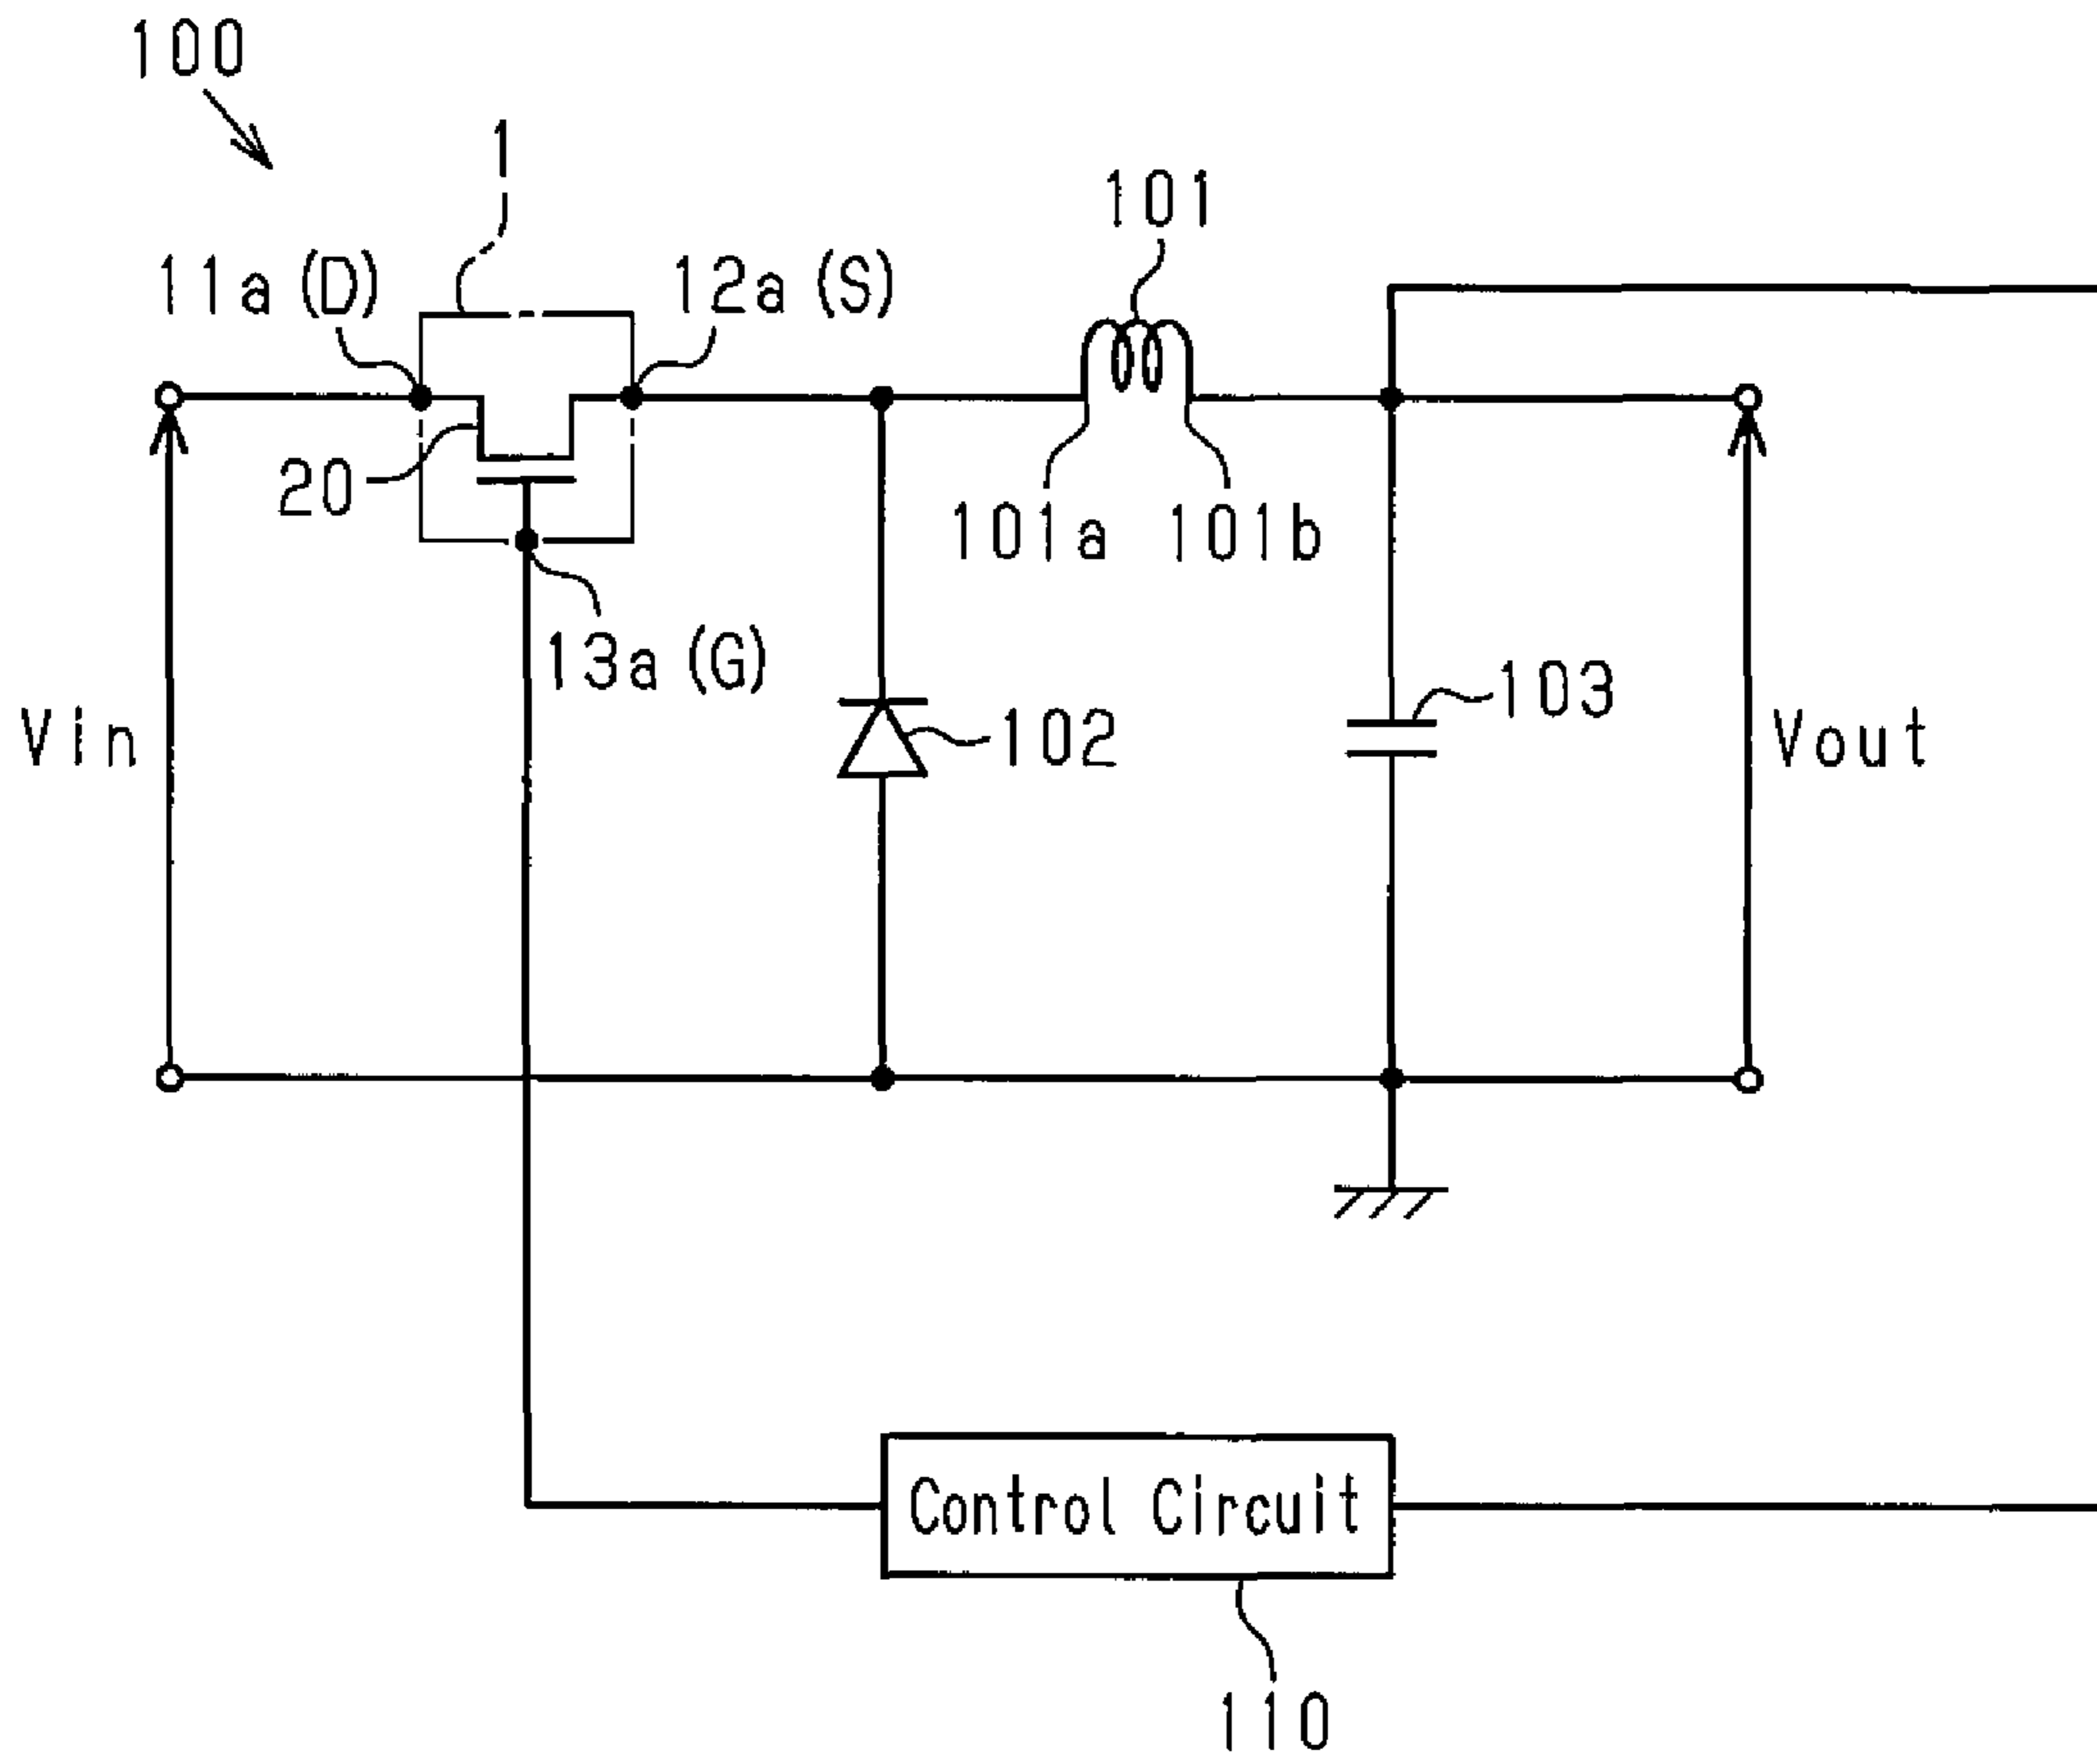 100
1
101
11a (D)
12a (S)
20
101a
101b
13a (G)
103
Vin
102
Vout
Control Circuit
110